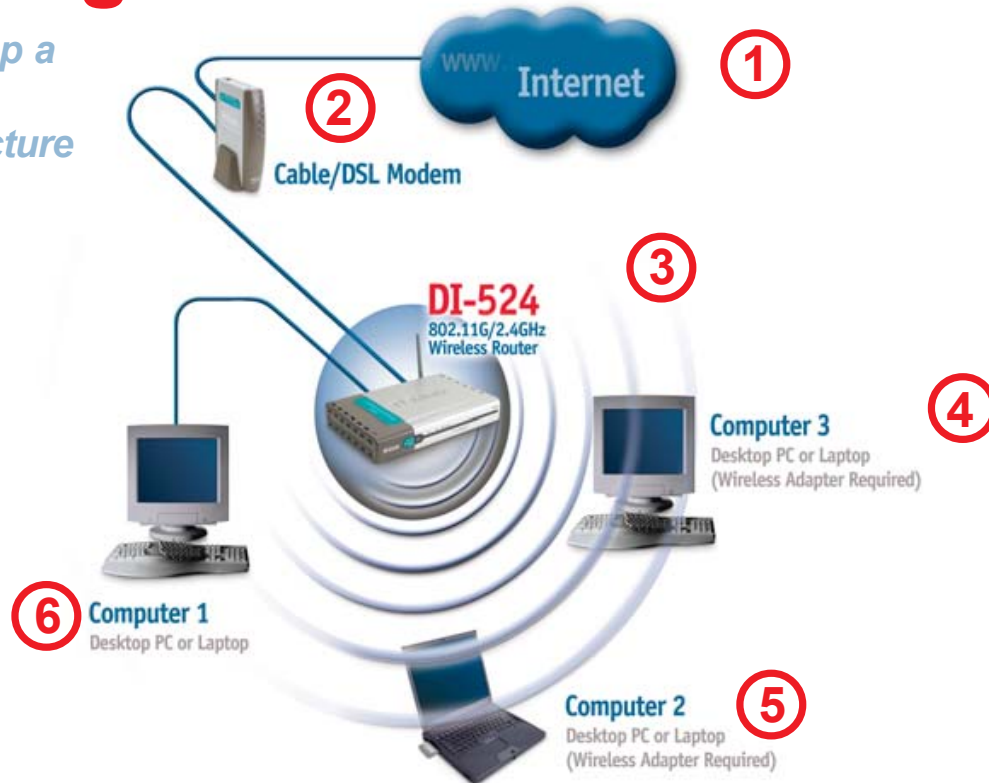 p a
cture
www.
Internet
1
2
Cable/DSL Modem
3
DI-524
802.11G/2.4GHz
Wireless Router
4
Computer 3
Desktop PC or Laptop
(Wireless Adapter Required)
6
Computer 1
Desktop PC or Laptop
5
Computer 2
Desktop PC or Laptop
(Wireless Adapter Required)